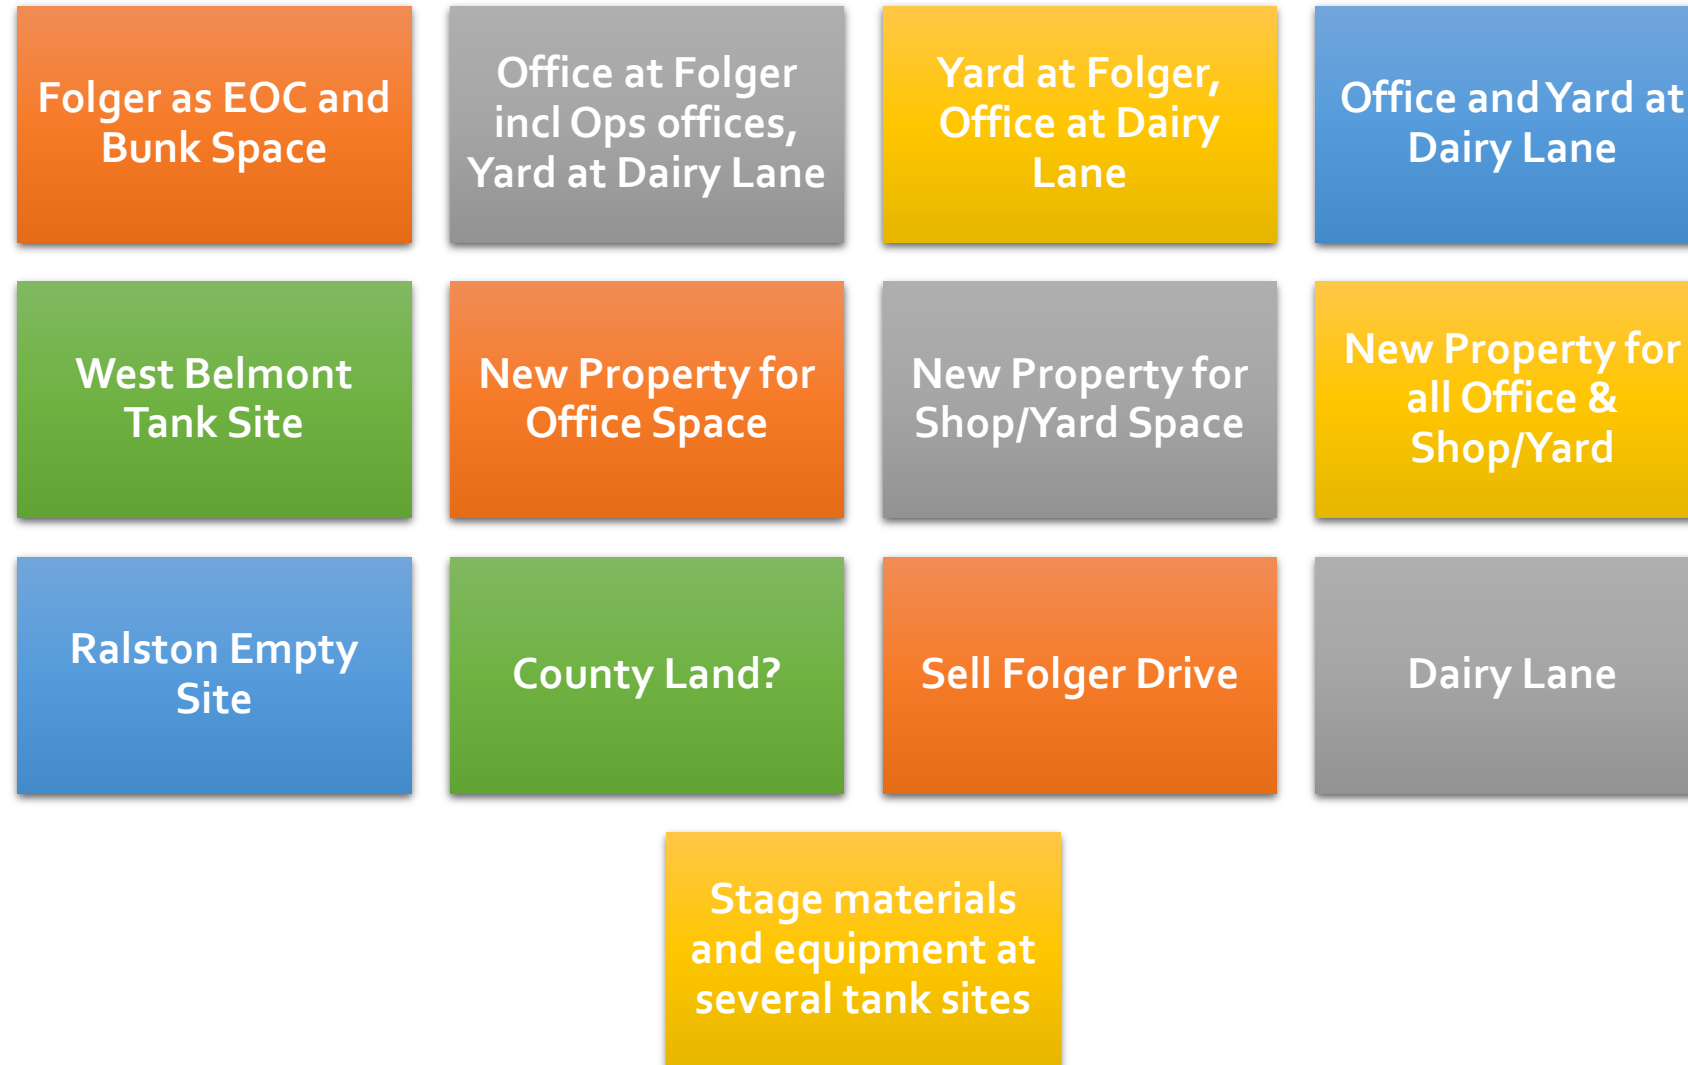 Folger as EOC and
Bunk Space
Office at Folger
incl Ops offices,
Yard at Dairy Lane
Yard at Folger,
Office at Dairy
Lane
Office and Yard at
Dairy Lane
West Belmont
Tank Site
New Property for
Office Space
New Property for
Shop/Yard Space
New Property for
all Office &
Shop/Yard
Ralston Empty
Site
County Land?
Sell Folger Drive
Dairy Lane
Stage materials
and equipment at
several tank sites